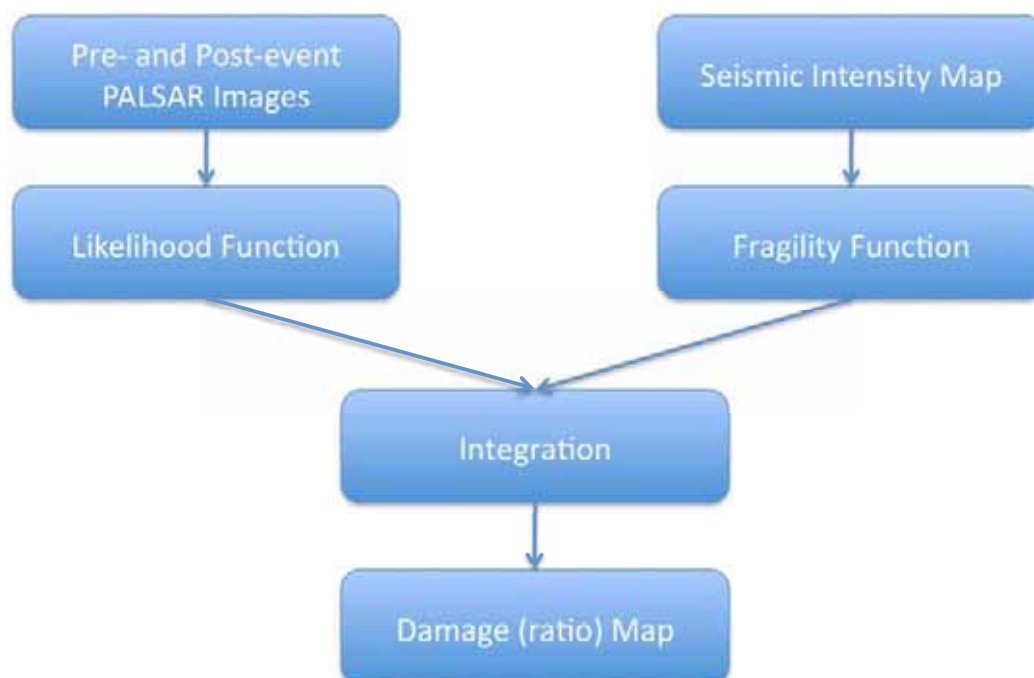 Pre- and Post-event
PALSAR Images
Seismic Intensity Map
Likelihood Function
Fragility Function
Integration
Damage (ratio) Map